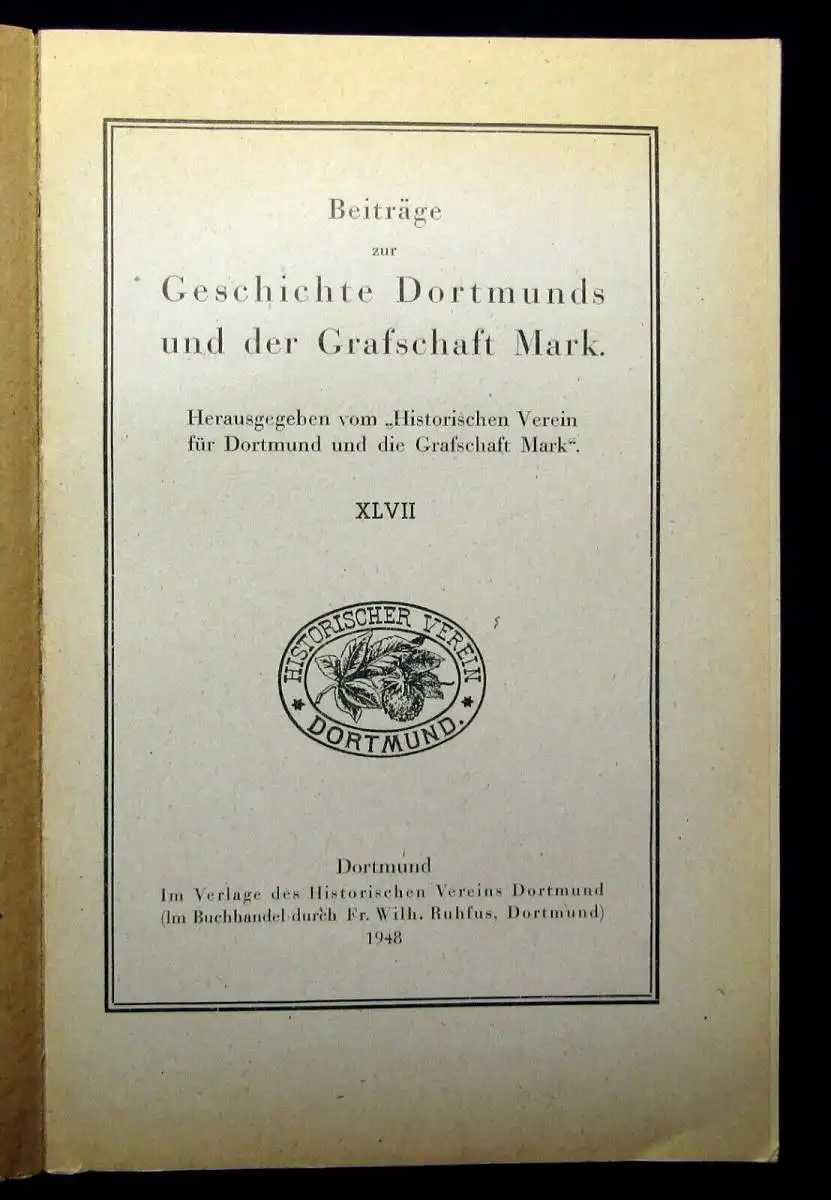 Beiträge
zur
Geschichte Dortmunds
und der Grafschaft Mark.
Herausgegeben vom „Historischen Verein
für Dortmund und die Grafschaft Mark“.
XLVII
HISTORISCHER VEREIN
DORTMUND.
Dortmund
Im Verlage des Historischen Vereins Dortmund
(Im Buchhandel durch Fr. Wilh. Ruhfus, Dortmund)
1948